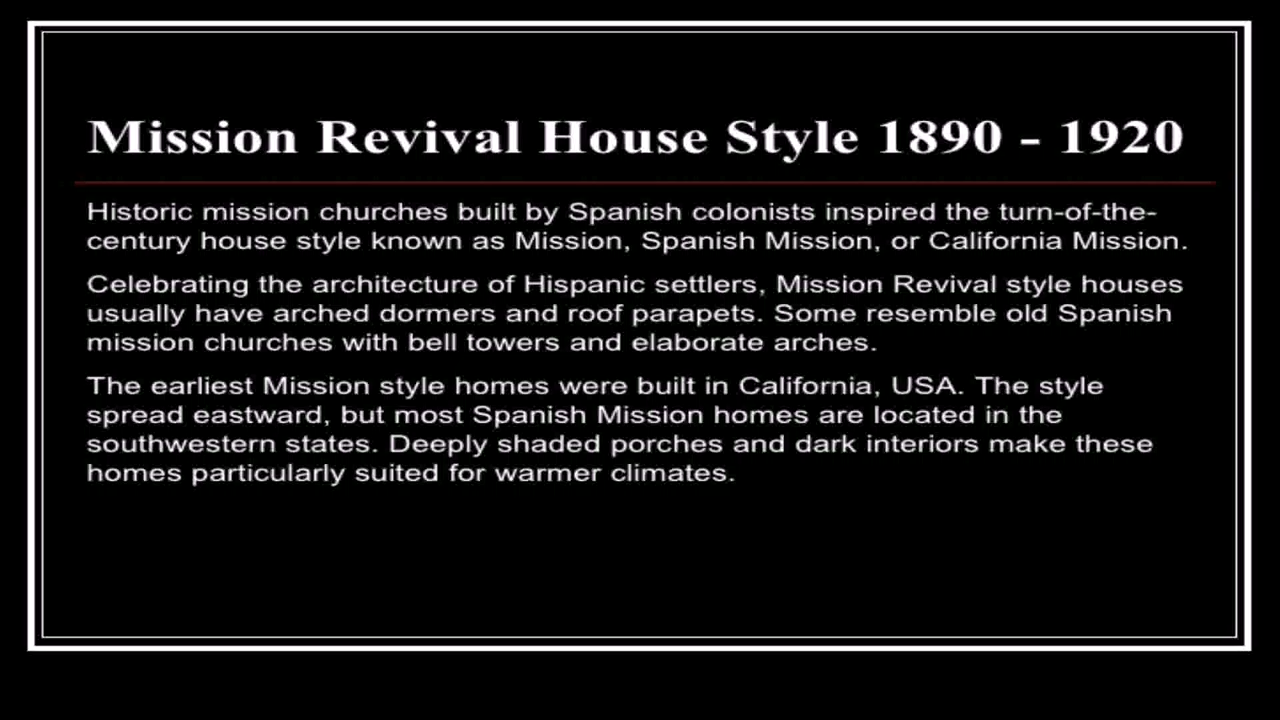 Mission Revival House Style 1890 - 1920
Historic mission churches built by Spanish colonists inspired the turn-of-the-
century house style known as Mission, Spanish Mission, or California Mission.
Celebrating the architecture of Hispanic settlers, Mission Revival style houses
usually have arched dormers and roof parapets. Some resemble old Spanish
mission churches with bell towers and elaborate arches.
The earliest Mission style homes were built in California, USA. The style
spread eastward, but most Spanish Mission homes are located in the
southwestern states. Deeply shaded porches and dark interiors make these
homes particularly suited for warmer climates.